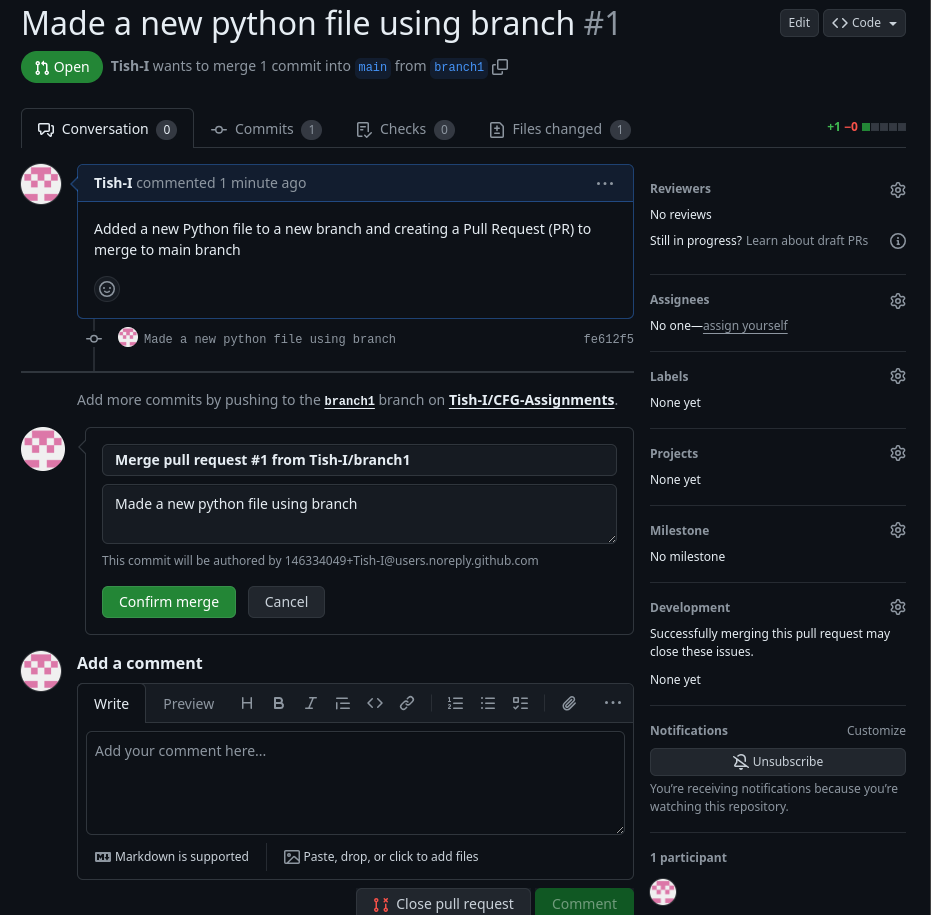 Made a new python file using branch #1
Edit
Code
Open
Tish-I wants to merge 1 commit into main from branch1
Conversation 0
Commits 1
Checks 0
Files changed 1
+1 −0
Tish-I commented 1 minute ago
Added a new Python file to a new branch and creating a Pull Request (PR) to
merge to main branch
Made a new python file using branch
fe612f5
Add more commits by pushing to the branch1 branch on Tish-I/CFG-Assignments.
Merge pull request #1 from Tish-I/branch1
Made a new python file using branch
This commit will be authored by 146334049+Tish-I@users.noreply.github.com
Confirm merge
Cancel
Add a comment
Write
Preview
H B I
Add your comment here...
Markdown is supported
Paste, drop, or click to add files
Close pull request
Comment
Reviewers
No reviews
Still in progress? Learn about draft PRs
Assignees
No one—assign yourself
Labels
None yet
Projects
None yet
Milestone
No milestone
Development
Successfully merging this pull request may
close these issues.
None yet
Notifications
Customize
Unsubscribe
You're receiving notifications because you're
watching this repository.
1 participant